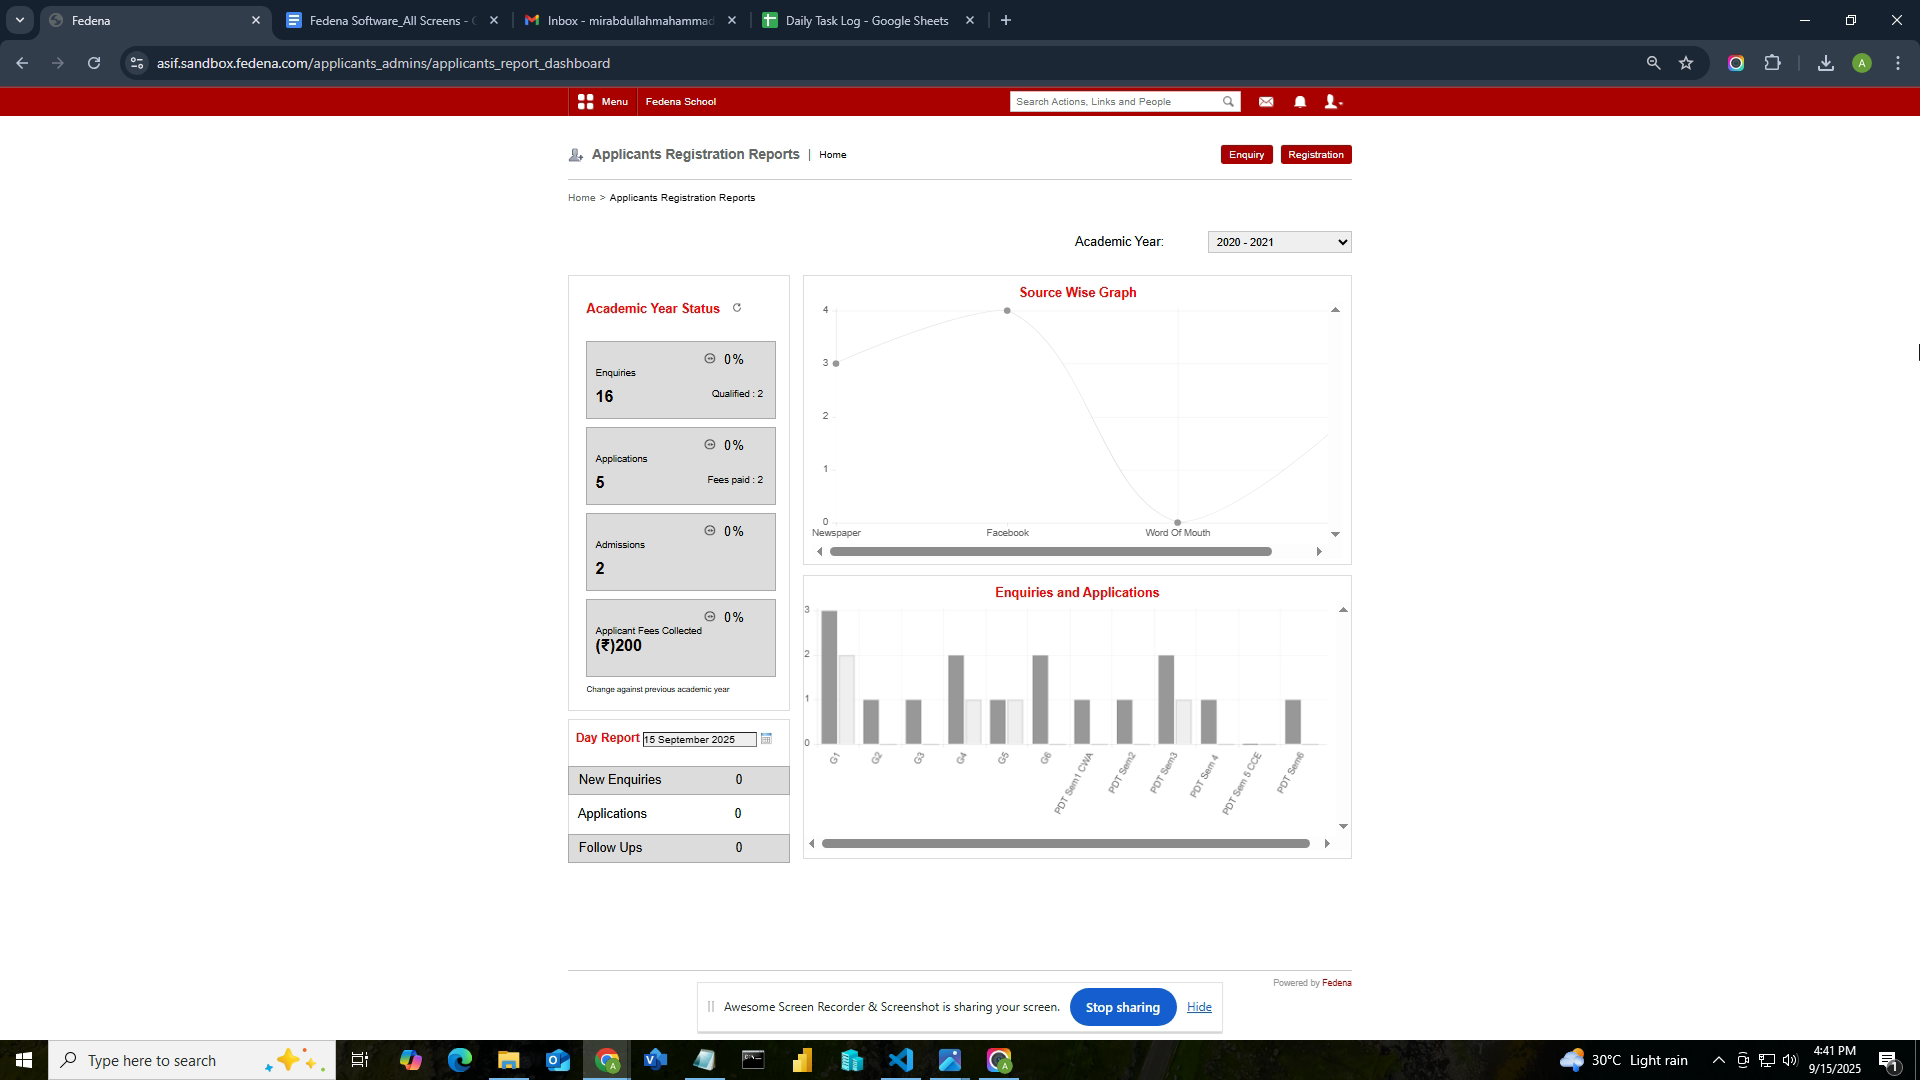 Fedena
Fedena Software_All Screens -
Inbox - mirabdullahmahammad
Daily Task Log - Google Sheets
asif.sandbox.fedena.com/applicants_admins/applicants_report_dashboard
A
Menu
Fedena School
Search Actions, Links and People
Applicants Registration Reports | Home
Enquiry
Registration
Home > Applicants Registration Reports
Academic Year:
2020 - 2021
Academic Year Status
0%
Enquiries
16
Qualified : 2
0%
Applications
5
Fees paid : 2
0%
Admissions
2
0%
Applicant Fees Collected
(₹)200
Change against previous academic year
Day Report
15 September 2025
New Enquiries 0
Applications 0
Follow Ups 0
Source Wise Graph
4
3
2
1
0
Newspaper
Facebook
Word Of Mouth
Enquiries and Applications
3
2
1
0
G1
G2
G3
G4
G5
G6
PDT Sem1 CWA
PDT Sem2
PDT Sem3
PDT Sem 4
PDT Sem 5 CCE
PDT Sem6
Powered by Fedena
Awesome Screen Recorder & Screenshot is sharing your screen.
Stop sharing
Hide
Type here to search
30°C Light rain
4:41 PM
9/15/2025
1